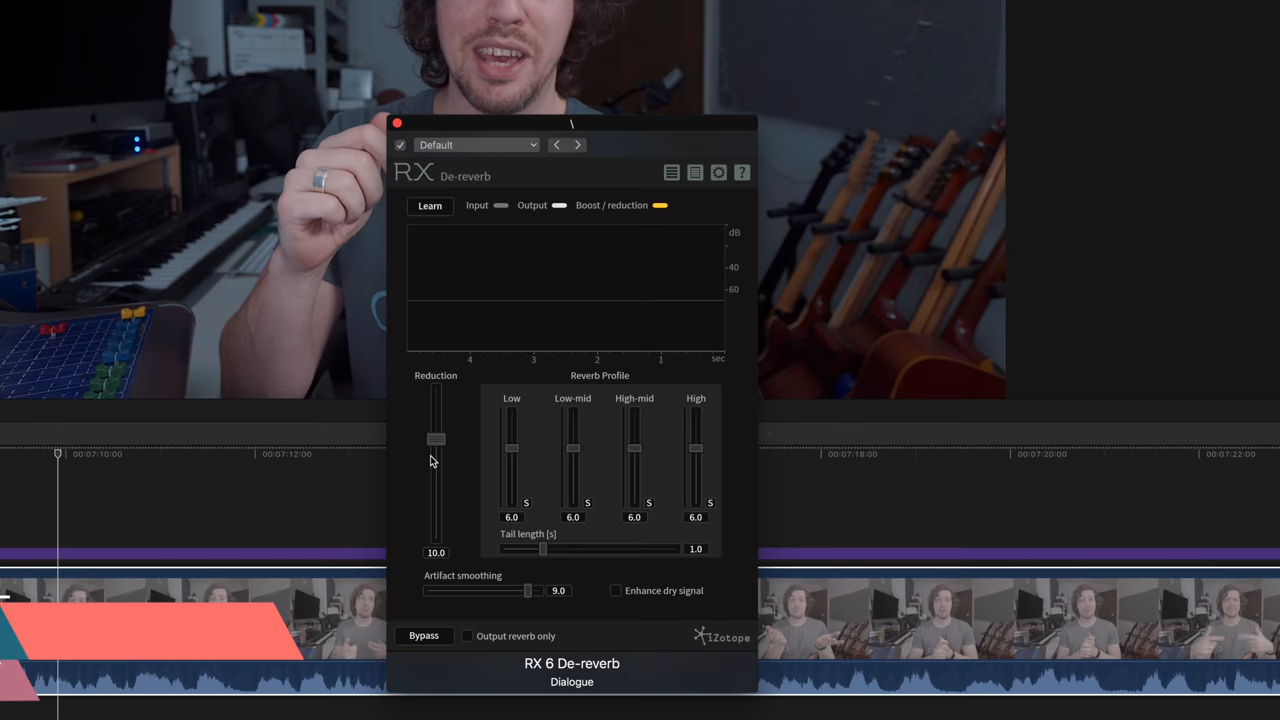 \
Default
RX De-reverb
?
Learn Input Output Boost / reduction
dB
-40
-60
4 3 2 1 sec
Reduction Reverb Profile
Low Low-mid High-mid High
00:07:10:00 00:07:12:00 00:07:18:00 00:07:20:00 00:07:22:00
S S S S
6.0 6.0 6.0 6.0
Tail length [s]
10.0 1.0
Artifact smoothing
9.0 Enhance dry signal
Bypass Output reverb only iZotope
RX 6 De-reverb
Dialogue